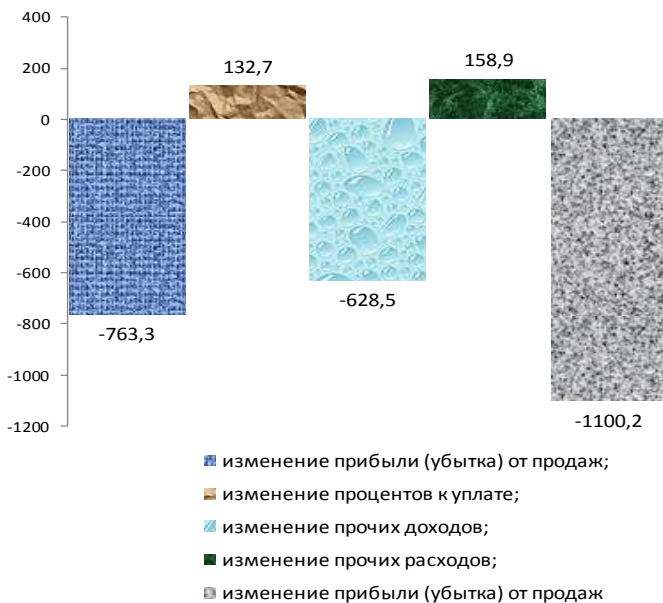 400
132,7
158,9
200
0
-200
-400
-600
-628,5
-763,3
-800
-1000
-1100,2
-1200
изменение прибыли (убытка) от продаж;
изменение процентов к уплате;
изменение прочих доходов;
изменение прочих расходов;
изменение прибыли (убытка) от продаж